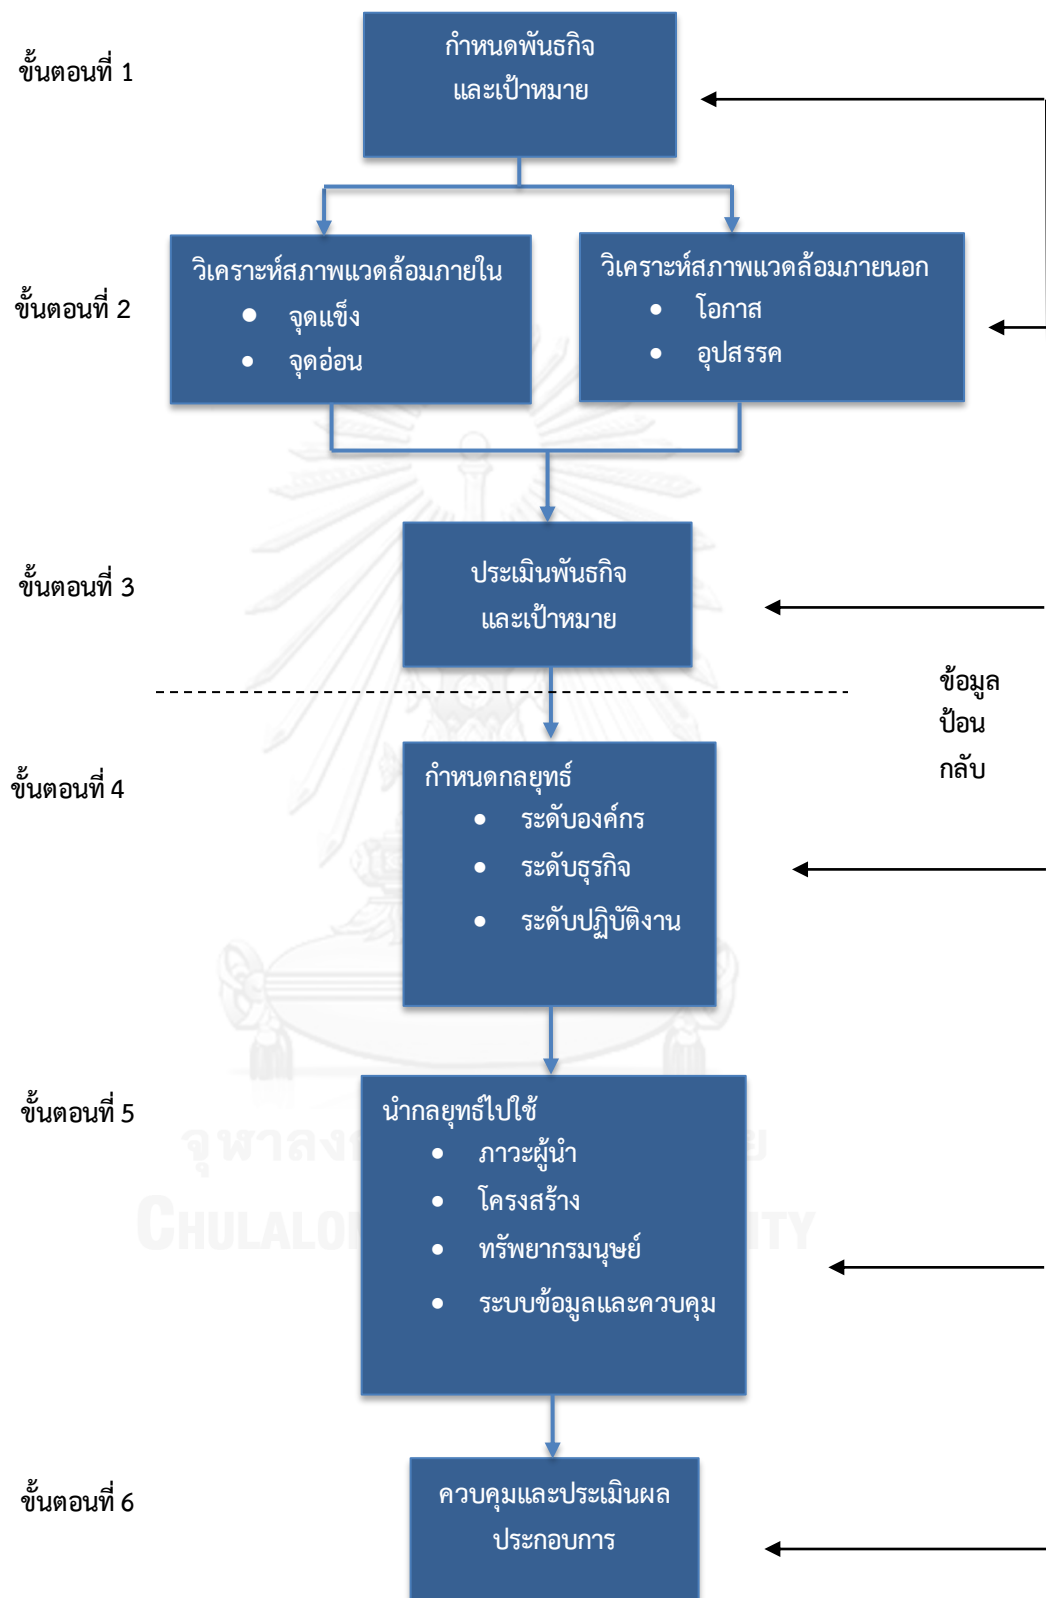 ขั้นตอนที่ 1
กำหนดพันธกิจ
และเป้าหมาย
ขั้นตอนที่ 2
วิเคราะห์สภาพแวดล้อมภายใน
● จุดแข็ง
● จุดอ่อน
วิเคราะห์สภาพแวดล้อมภายนอก
● โอกาส
● อุปสรรค
ขั้นตอนที่ 3
ประเมินพันธกิจ
และเป้าหมาย
ข้อมูล
ป้อน
กลับ
ขั้นตอนที่ 4
กำหนดกลยุทธ์
● ระดับองค์กร
● ระดับธุรกิจ
● ระดับปฏิบัติงาน
ขั้นตอนที่ 5
นำกลยุทธ์ไปใช้
● ภาวะผู้นำ
● โครงสร้าง
● ทรัพยากรมนุษย์
● ระบบข้อมูลและควบคุม
ขั้นตอนที่ 6
ควบคุมและประเมินผล
ประกอบการ